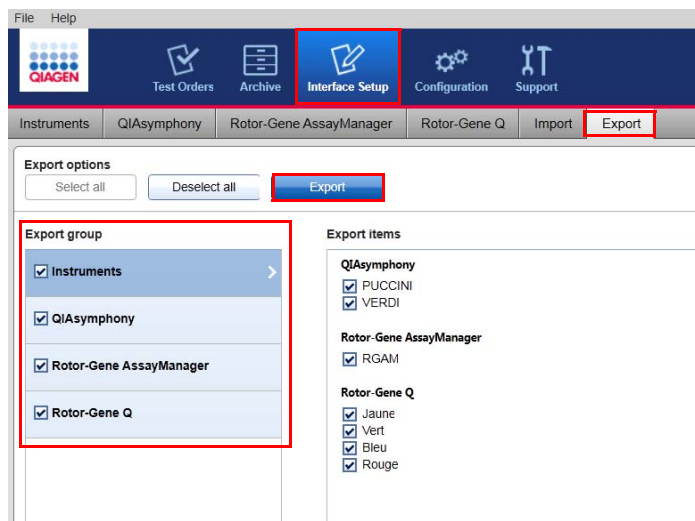 File Help
QIAGEN
Test Orders Archive Interface Setup Configuration Support
Instruments QIAsymphony Rotor-Gene AssayManager Rotor-Gene Q Import Export
Export options
Select all Deselect all Export
Export group
Instruments
QIAsymphony
Rotor-Gene AssayManager
Rotor-Gene Q
Export items
QIAsymphony
PUCCINI
VERDI
Rotor-Gene AssayManager
RGAM
Rotor-Gene Q
Jaune
Vert
Bleu
Rouge